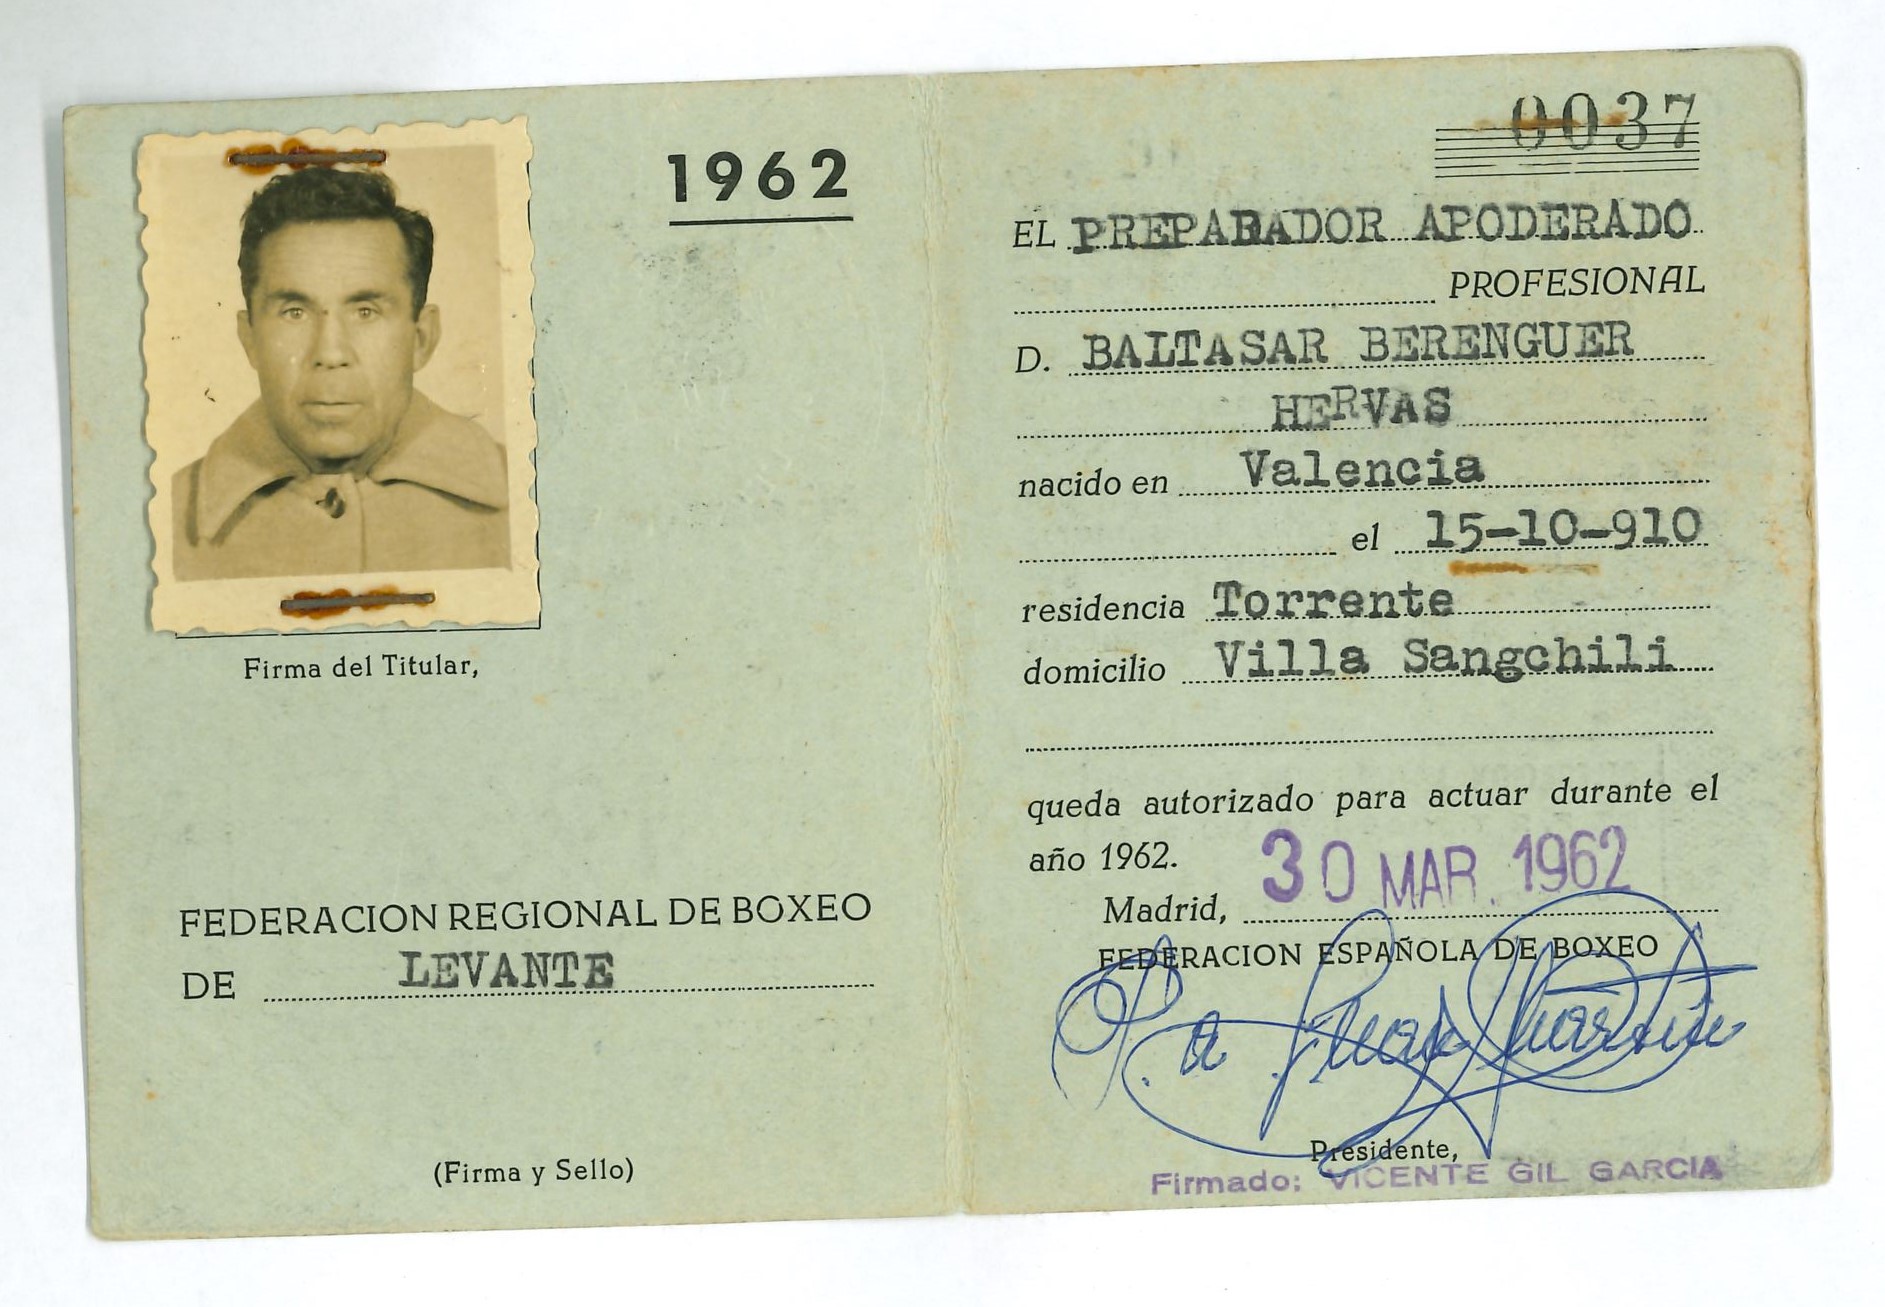 1962
Firma del Titular,
FEDERACION REGIONAL DE BOXEO
DE LEVANTE
(Firma y Sello)
0037
EL PREPARADOR APODERADO
PROFESIONAL
D. BALTASAR BERENGUER
HERVAS
nacido en Valencia
el 15-10-910
residencia Torrente
domicilio Villa Sangchili
queda autorizado para actuar durante el
año 1962.
Madrid, 30 MAR. 1962
FEDERACION ESPAÑOLA DE BOXEO
P. a
Presidente,
Firmado: VICENTE GIL GARCIA